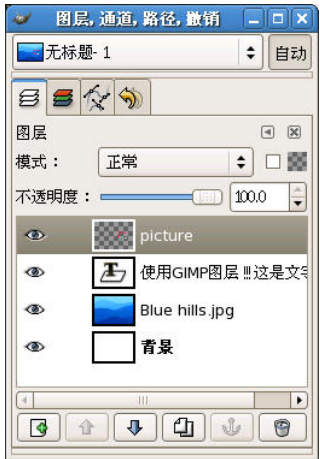 图层, 通道, 路径, 撤销
无标题- 1
自动
图层
模式：
正常
不透明度：
100.0
picture
使用GIMP图层 !!!这是文字
Blue hills.jpg
背景